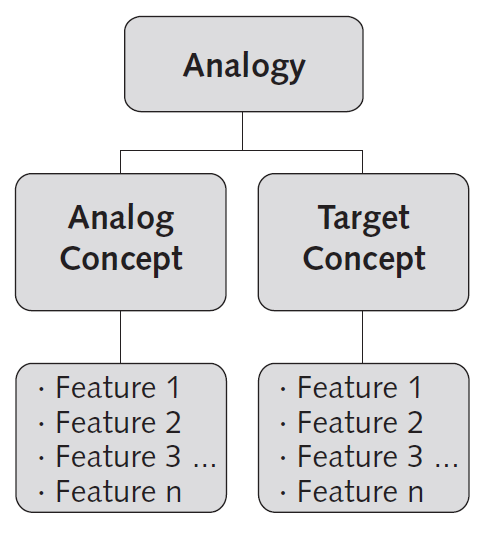 Analogy
Analog
Concept
Target
Concept
· Feature 1
· Feature 2
· Feature 3 ...
· Feature n
· Feature 1
· Feature 2
· Feature 3 ...
· Feature n